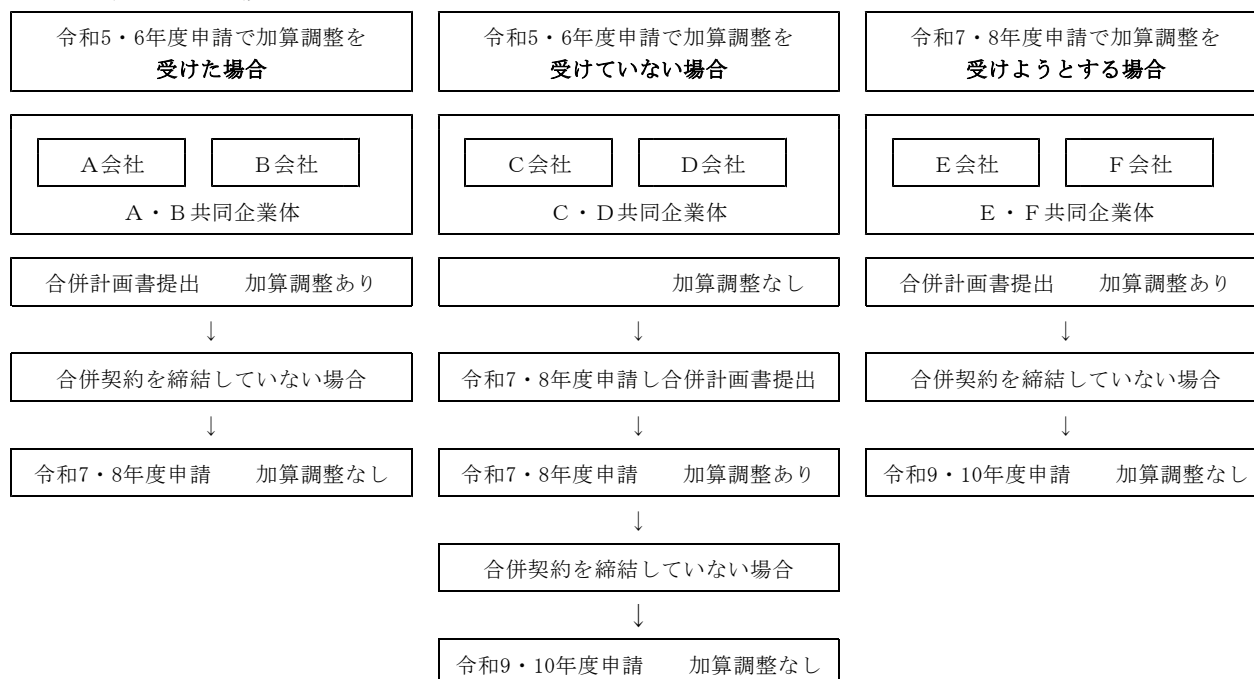 令和5・6年度申請で加算調整を
受けた場合
A会社 B会社
A・B共同企業体
合併計画書提出 加算調整あり
↓
合併契約を締結していない場合
↓
令和7・8年度申請 加算調整なし
令和5・6年度申請で加算調整を
受けていない場合
C会社 D会社
C・D共同企業体
加算調整なし
↓
令和7・8年度申請し合併計画書提出
↓
令和7・8年度申請 加算調整あり
↓
合併契約を締結していない場合
↓
令和9・10年度申請 加算調整なし
令和7・8年度申請で加算調整を
受けようとする場合
E会社 F会社
E・F共同企業体
合併計画書提出 加算調整あり
↓
合併契約を締結していない場合
↓
令和9・10年度申請 加算調整なし